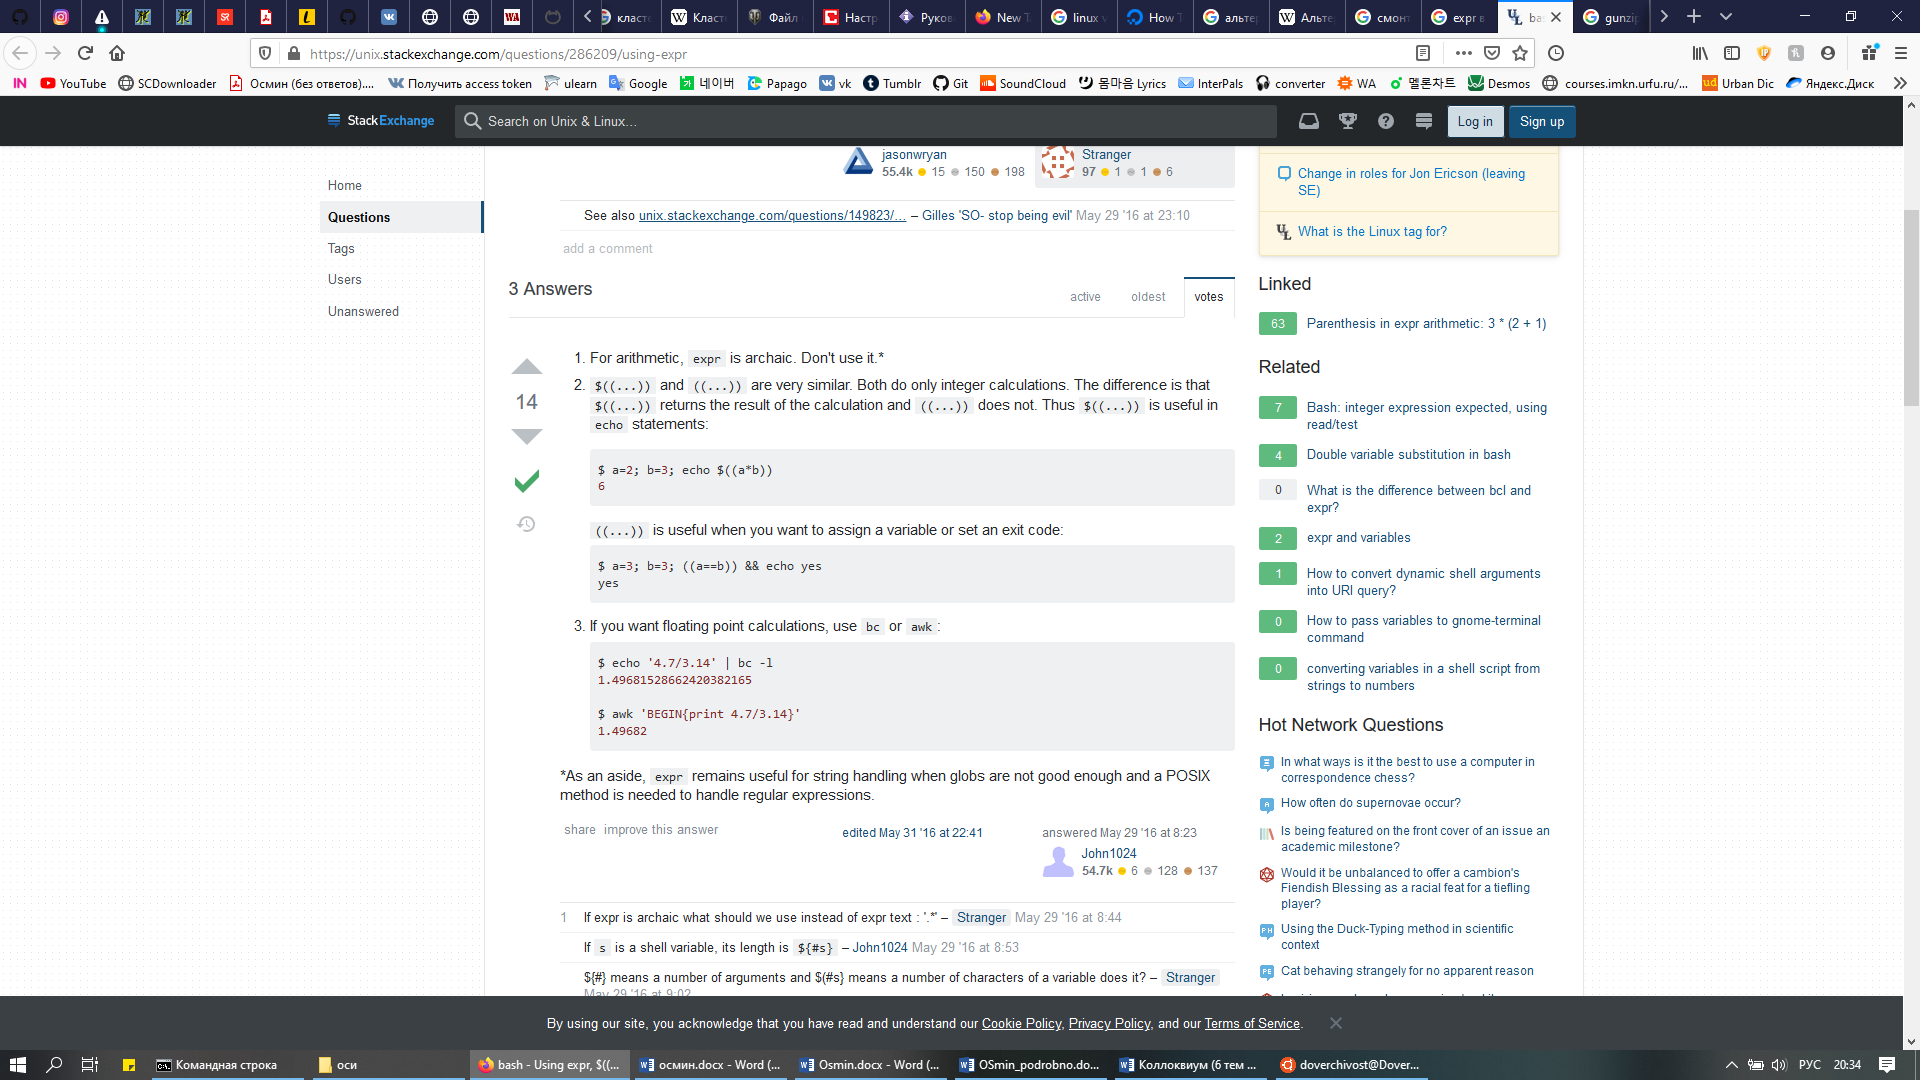 класте
Класте
Файл
Настр
Руков
New T
linux v
How T
альтер
Альте
смонт
expr в
ba
gunzip
https://unix.stackexchange.com/questions/286209/using-expr
IN YouTube SCDownloader Осмин (без ответов).... Получить access token ulearn Google 네이버 Papago vk Tumblr Git SoundCloud 몸마음 Lyrics InterPals converter WA 멜론차트 Desmos courses.imkn.urfu.ru/... Urban Dic Яндекс.Диск
StackExchange
Search on Unix & Linux...
Log in
Sign up
Home
Questions
Tags
Users
Unanswered
jasonwryan
55.4k 15 150 198
Stranger
97 1 1 6
See also unix.stackexchange.com/questions/149823/… – Gilles 'SO- stop being evil' May 29 '16 at 23:10
add a comment
3 Answers
active oldest votes
14
1. For arithmetic, expr is archaic. Don't use it.*
2. $((...)) and ((...)) are very similar. Both do only integer calculations. The difference is that
$((...)) returns the result of the calculation and ((...)) does not. Thus $((...)) is useful in
echo statements:
$ a=2; b=3; echo $((a*b))
6
((...)) is useful when you want to assign a variable or set an exit code:
$ a=3; b=3; ((a==b)) && echo yes
yes
3. If you want floating point calculations, use bc or awk:
$ echo '4.7/3.14' | bc -l
1.49681528662420382165
$ awk 'BEGIN{print 4.7/3.14}'
1.49682
*As an aside, expr remains useful for string handling when globs are not good enough and a POSIX
method is needed to handle regular expressions.
share improve this answer
edited May 31 '16 at 22:41
answered May 29 '16 at 8:23
John1024
54.7k 6 128 137
1 If expr is archaic what should we use instead of expr text : '.*' – Stranger May 29 '16 at 8:44
If s is a shell variable, its length is ${#s} – John1024 May 29 '16 at 8:53
${#} means a number of arguments and $(#s} means a number of characters of a variable does it? – Stranger
May 29 '16 at 9:02
Change in roles for Jon Ericson (leaving
SE)
What is the Linux tag for?
Linked
63 Parenthesis in expr arithmetic: 3 * (2 + 1)
Related
7 Bash: integer expression expected, using
read/test
4 Double variable substitution in bash
0 What is the difference between bcl and
expr?
2 expr and variables
1 How to convert dynamic shell arguments
into URI query?
0 How to pass variables to gnome-terminal
command
0 converting variables in a shell script from
strings to numbers
Hot Network Questions
In what ways is it the best to use a computer in
correspondence chess?
How often do supernovae occur?
Is being featured on the front cover of an issue an
academic milestone?
Would it be unbalanced to offer a cambion's
Fiendish Blessing as a racial feat for a tiefling
player?
Using the Duck-Typing method in scientific
context
Cat behaving strangely for no apparent reason
By using our site, you acknowledge that you have read and understand our Cookie Policy, Privacy Policy, and our Terms of Service.
Командная строка
оси
bash - Using expr, $((...
осмин.docx - Word (...
Osmin.docx - Word (...
OSmin_podrobno.do...
Коллоквиум (6 тем ...
doverchivost@Dover...
РУС 20:34